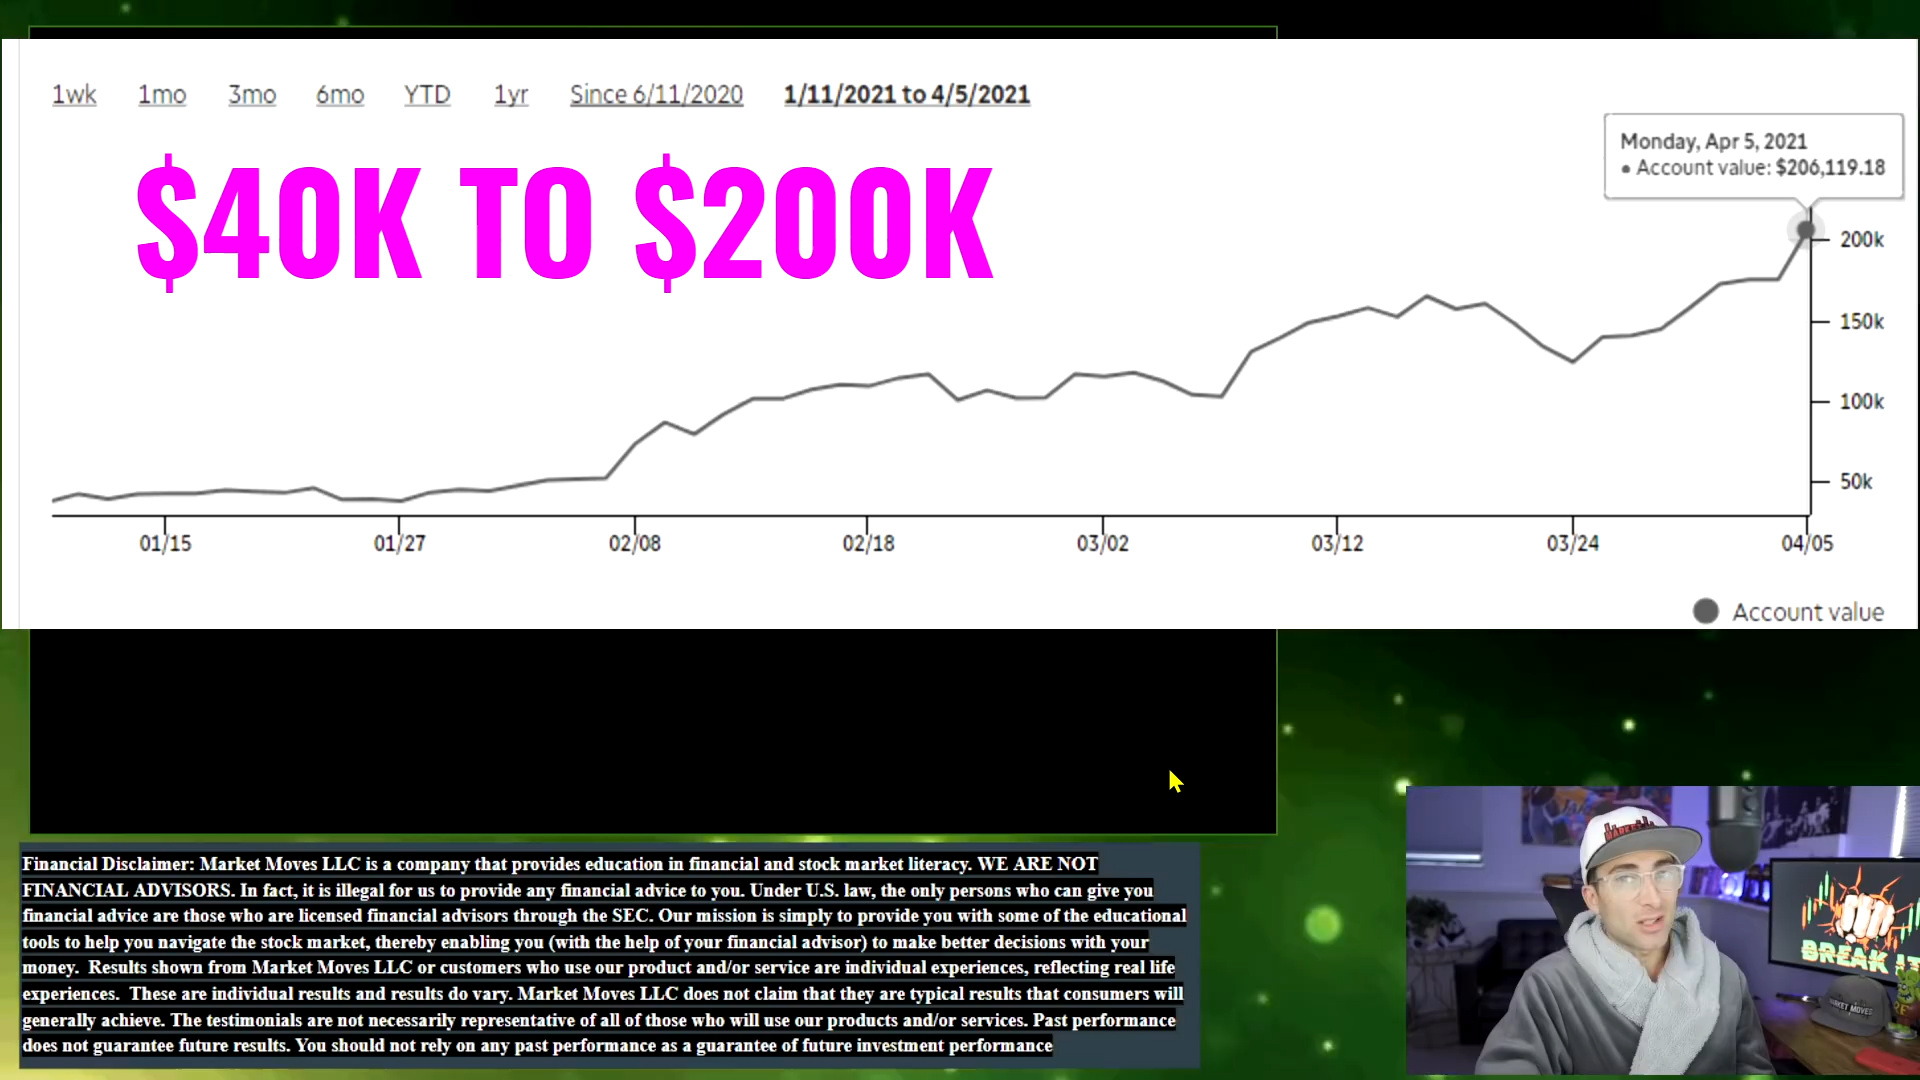 1wk 1mo 3mo 6mo YTD 1yr Since 6/11/2020 1/11/2021 to 4/5/2021
$40K TO $200K
Monday, Apr 5, 2021
• Account value: $206,119.18
200k
150k
100k
50k
01/15 01/27 02/08 02/18 03/02 03/12 03/24 04/05
Account value
Financial Disclaimer: Market Moves LLC is a company that provides education in financial and stock market literacy. WE ARE NOT
FINANCIAL ADVISORS. In fact, it is illegal for us to provide any financial advice to you. Under U.S. law, the only persons who can give you
financial advice are those who are licensed financial advisors through the SEC. Our mission is simply to provide you with some of the educational
tools to help you navigate the stock market, thereby enabling you (with the help of your financial advisor) to make better decisions with your
money. Results shown from Market Moves LLC or customers who use our product and/or service are individual experiences, reflecting real life
experiences. These are individual results and results do vary. Market Moves LLC does not claim that they are typical results that consumers will
generally achieve. The testimonials are not necessarily representative of all of those who will use our products and/or services. Past performance
does not guarantee future results. You should not rely on any past performance as a guarantee of future investment performance
BREAK IT
MARKET MOVES